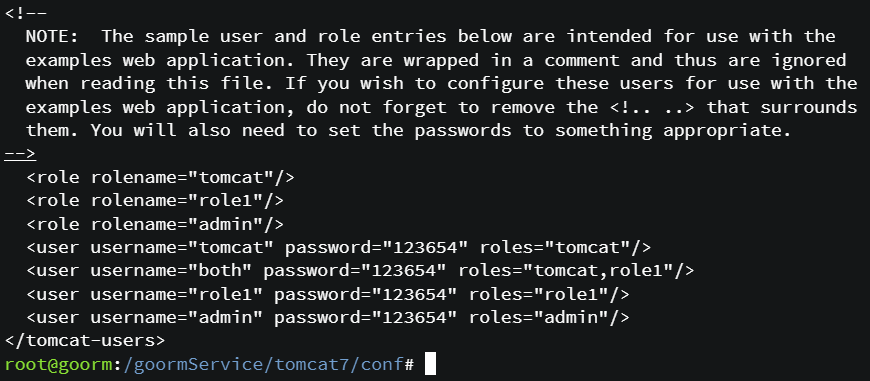 <!--
  NOTE:  The sample user and role entries below are intended for use with the
  examples web application. They are wrapped in a comment and thus are ignored
  when reading this file. If you wish to configure these users for use with the
  examples web application, do not forget to remove the <!.. ..> that surrounds
  them. You will also need to set the passwords to something appropriate.
-->
  <role rolename="tomcat"/>
  <role rolename="role1"/>
  <role rolename="admin"/>
  <user username="tomcat" password="123654" roles="tomcat"/>
  <user username="both" password="123654" roles="tomcat,role1"/>
  <user username="role1" password="123654" roles="role1"/>
  <user username="admin" password="123654" roles="admin"/>
</tomcat-users>
root@goorm:/goormService/tomcat7/conf#